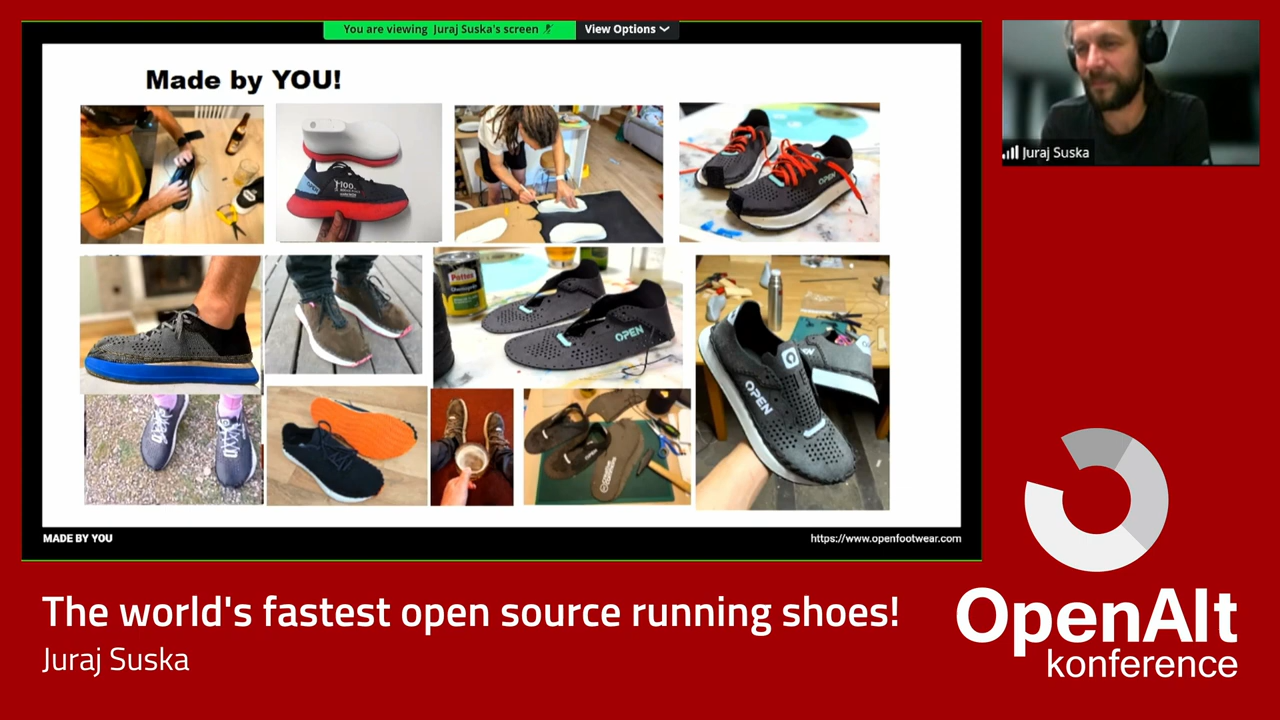 You are viewing Juraj Suska's screen
View Options
Made by YOU!
Juraj Suska
OPEN
Pattex
OPEN
OPEN
MADE BY YOU
https://www.openfootwear.com
The world's fastest open source running shoes!
Juraj Suska
OpenAlt
konference